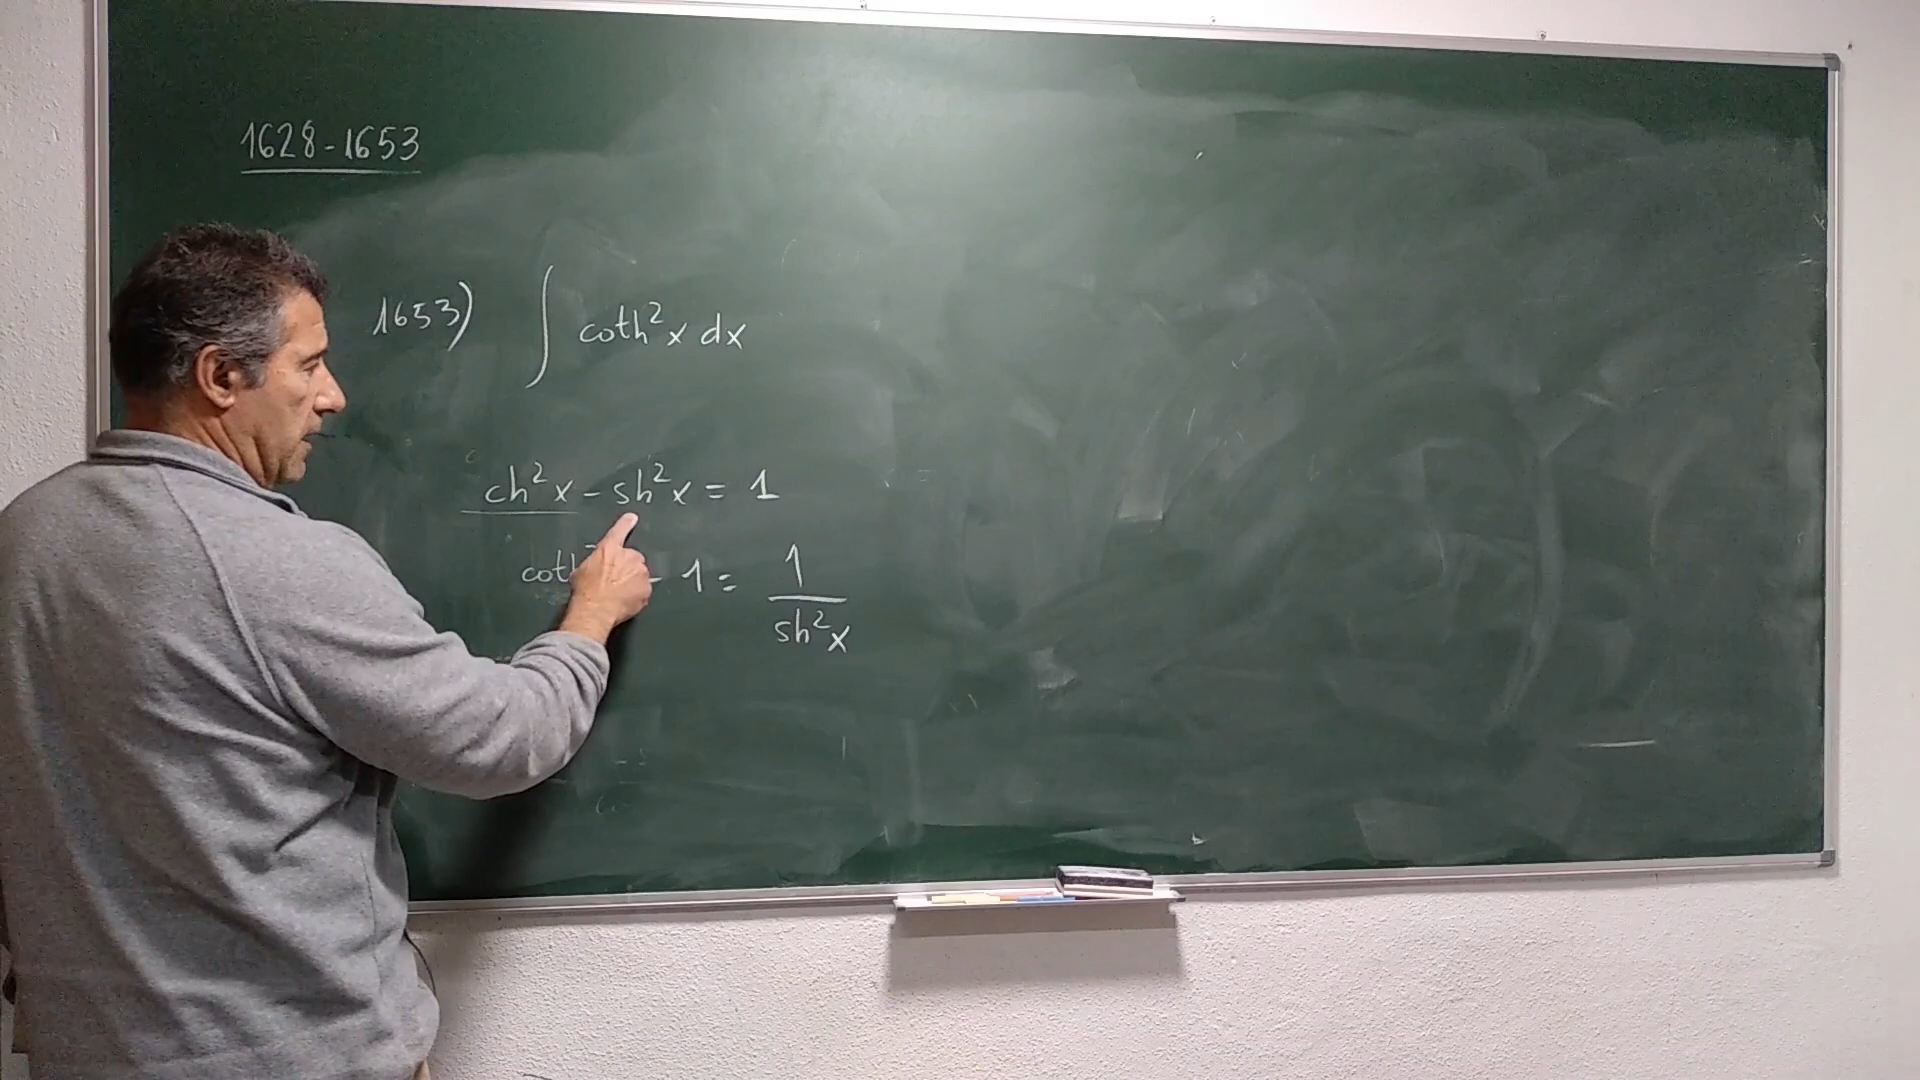 1628-1653
1653) ∫ coth²x dx
ch²x - sh²x = 1
- 1 = 1/sh²x